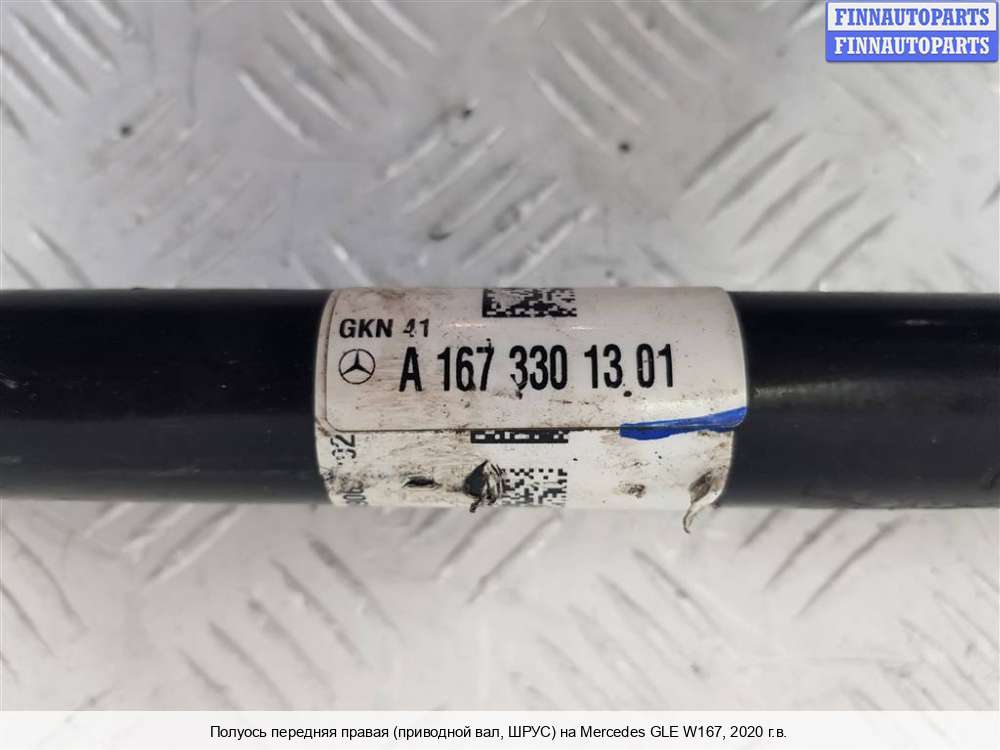 FINNAUTOPARTS
FINNAUTOPARTS
GKN 41
A 167 330 13 01
Полуось передняя правая (приводной вал, ШРУС) на Mercedes GLE W167, 2020 г.в.